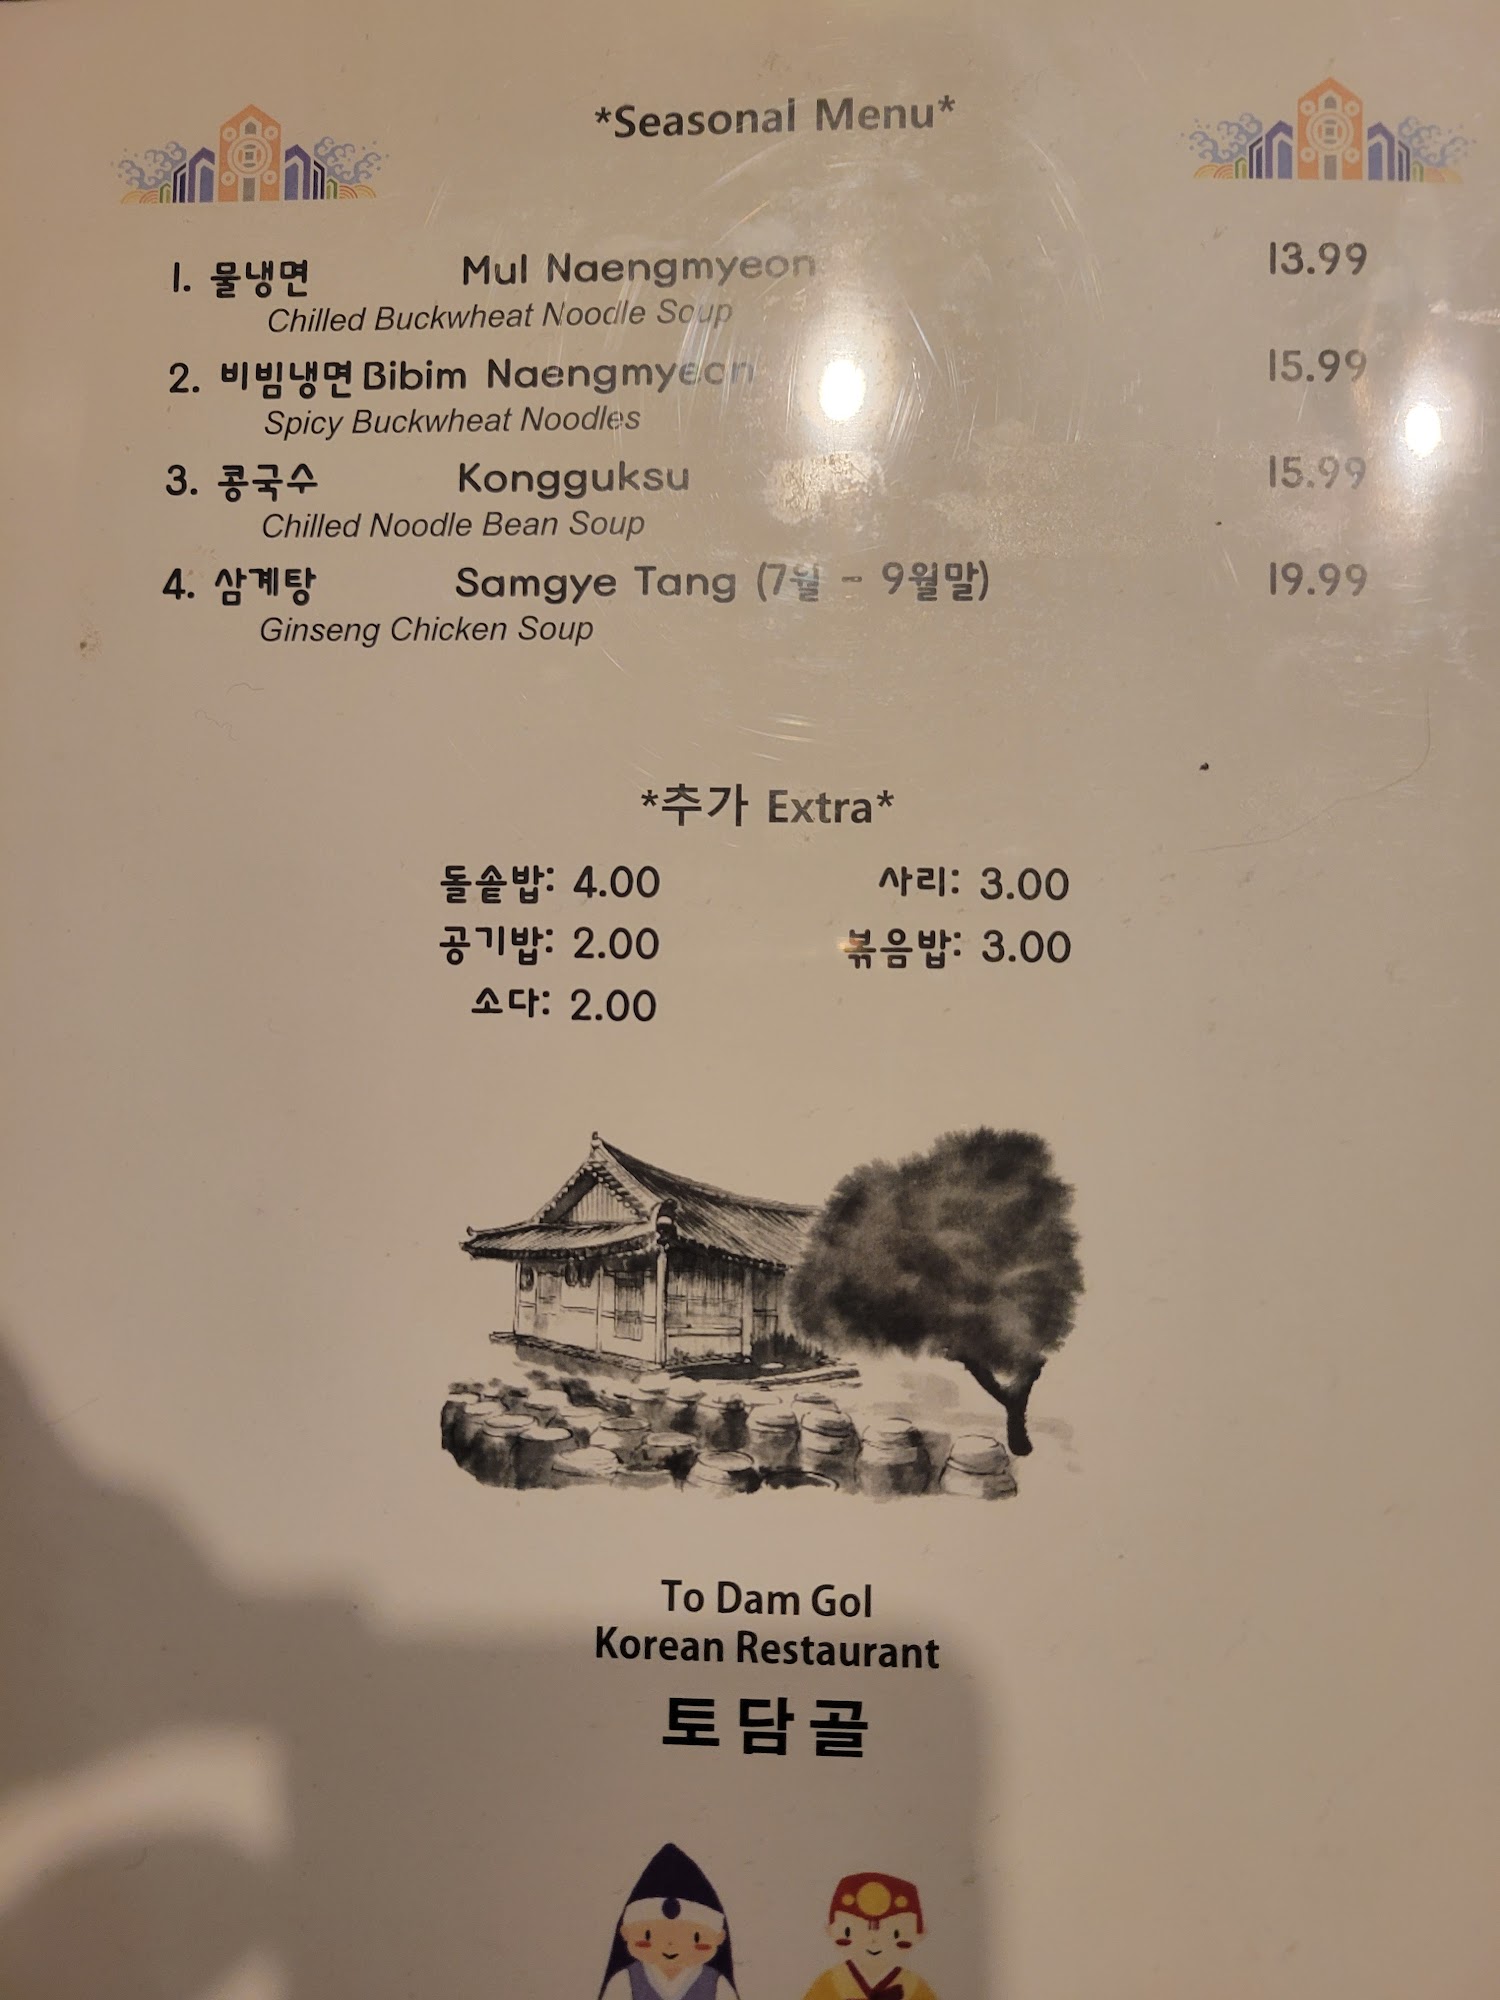 *Seasonal Menu*
1. 물냉면 Mul Naengmyeon 13.99
Chilled Buckwheat Noodle Soup
2. 비빔냉면 Bibim Naengmyeon 15.99
Spicy Buckwheat Noodles
3. 콩국수 Kongguksu 15.99
Chilled Noodle Bean Soup
4. 삼계탕 Samgye Tang (7월 - 9월말) 19.99
Ginseng Chicken Soup
*추가 Extra*
돌솥밥: 4.00 사리: 3.00
공기밥: 2.00 볶음밥: 3.00
소다: 2.00
To Dam Gol
Korean Restaurant
토담골